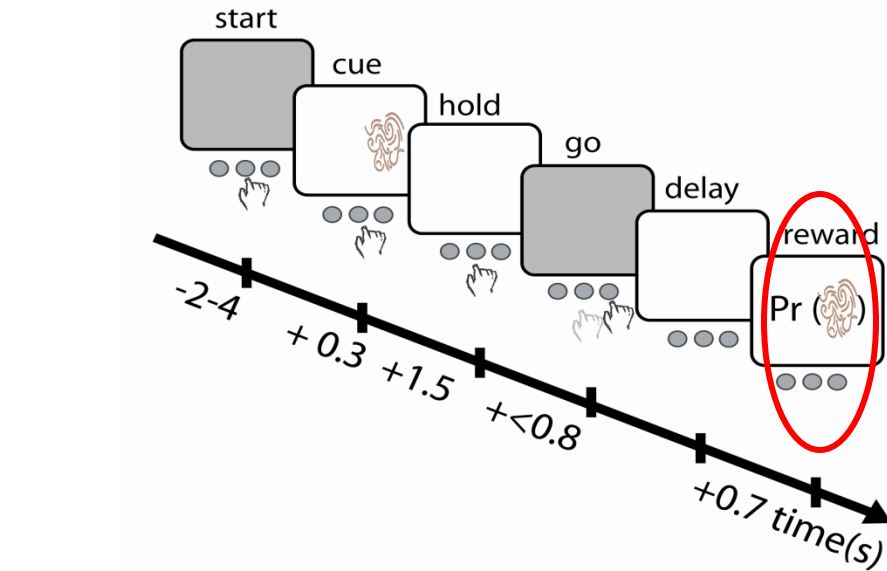 start
cue
hold
go
delay
reward
Pr ( )
-2-4
+ 0.3
+1.5
+<0.8
+0.7 time(s)